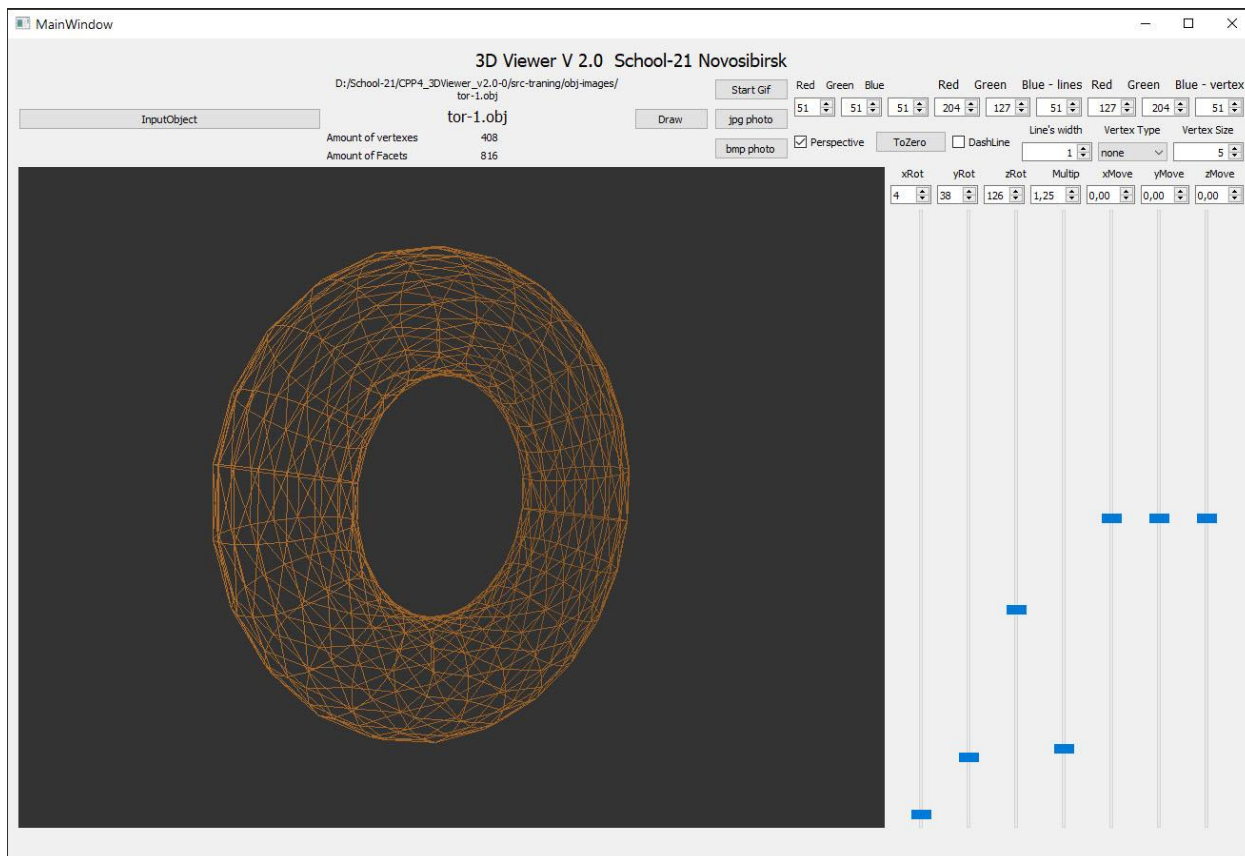 MainWindow
3D Viewer V 2.0 School-21 Novosibirsk
D:/School-21/CPP4_3DViewer_v2.0-0/src-traning/obj-images/
tor-1.obj
InputObject
tor-1.obj
Draw
Amount of vertexes 408
Amount of Facets 816
Start Gif
jpg photo
bmp photo
Red Green Blue Red Green Blue - lines Red Green Blue - vertex
51 51 51 204 127 51 127 204 51
Perspective ToZero DashLine
Line's width Vertex Type Vertex Size
1 none 5
xRot yRot zRot Multip xMove yMove zMove
4 38 126 1,25 0,00 0,00 0,00